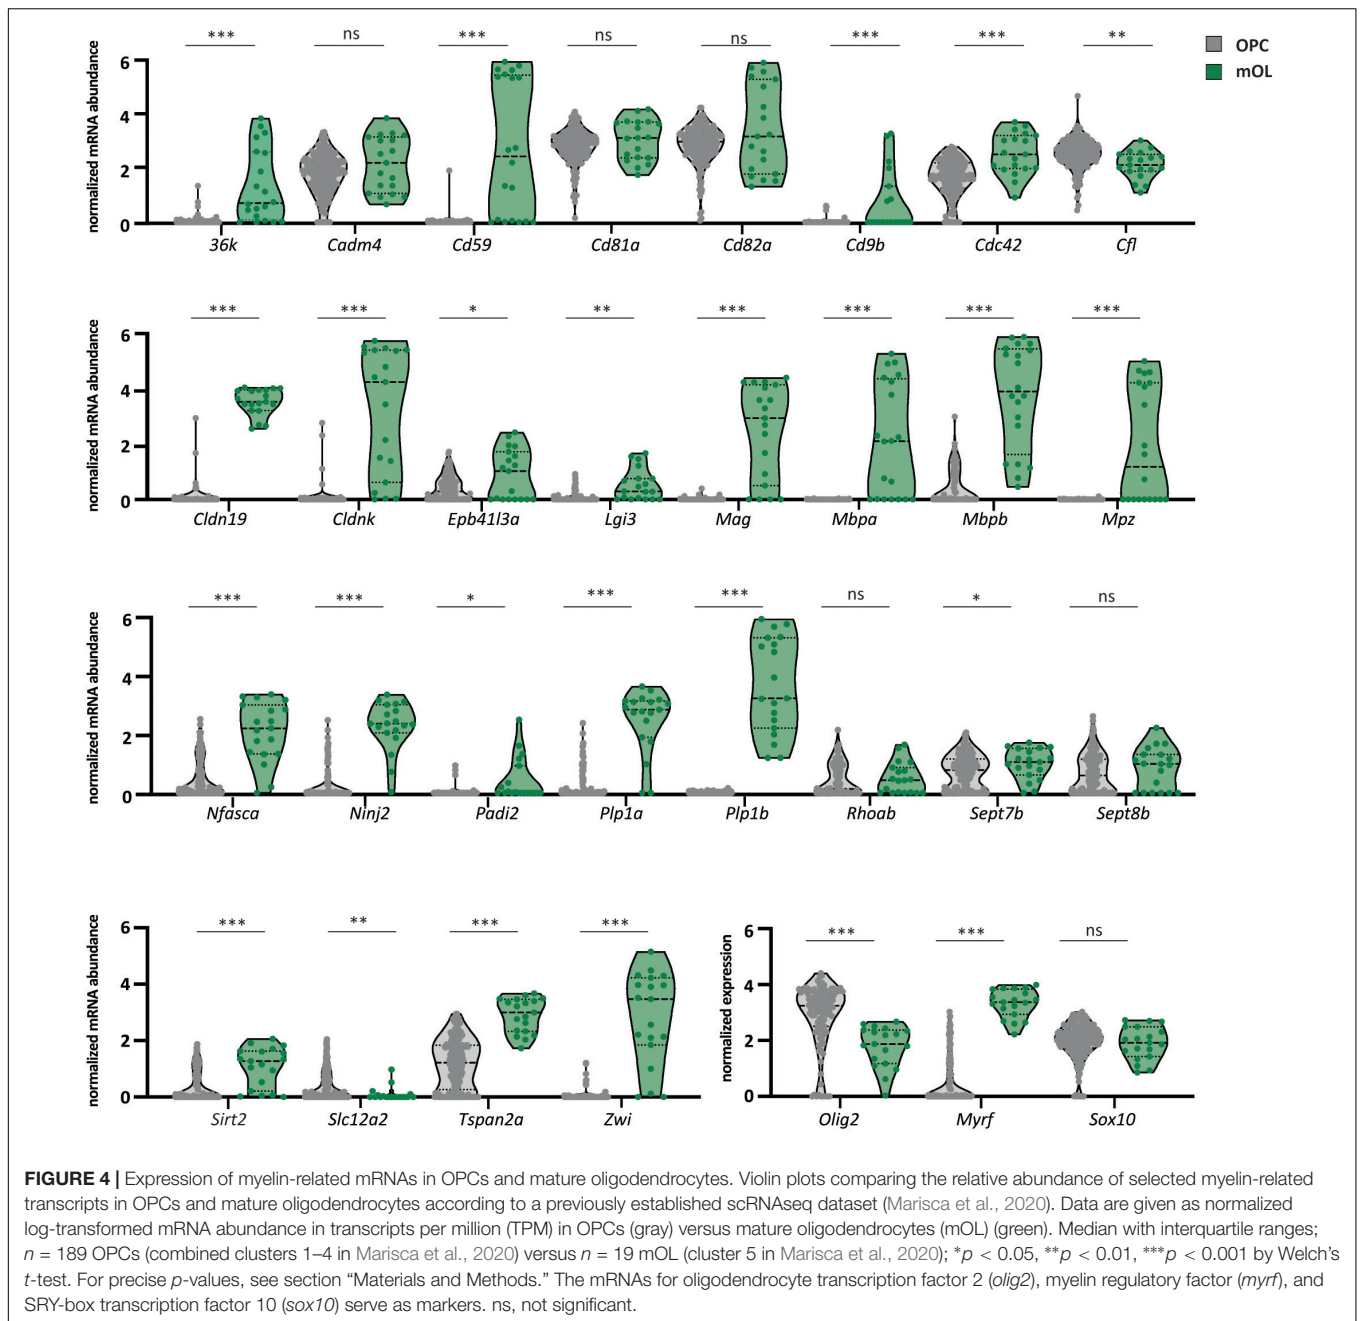 *** ns *** ns ns *** *** **
OPC
mOL
normalized mRNA abundance
6
4
2
0
36k Cadm4 Cd59 Cd81a Cd82a Cd9b Cdc42 Cfl
*** *** * ** *** *** *** ***
normalized mRNA abundance
6
4
2
0
Cldn19 Cldnk Epb41l3a Lgi3 Mag Mbpa Mbpb Mpz
*** *** * *** *** ns * ns
normalized mRNA abundance
6
4
2
0
Nfasca Ninj2 Padi2 Plp1a Plp1b Rhoab Sept7b Sept8b
*** ** *** ***
normalized mRNA abundance
6
4
2
0
Sirt2 Slc12a2 Tspan2a Zwi
*** *** ns
normalized expression
6
4
2
0
Olig2 Myrf Sox10
FIGURE 4 | Expression of myelin-related mRNAs in OPCs and mature oligodendrocytes. Violin plots comparing the relative abundance of selected myelin-related
transcripts in OPCs and mature oligodendrocytes according to a previously established scRNAseq dataset (Marisca et al., 2020). Data are given as normalized
log-transformed mRNA abundance in transcripts per million (TPM) in OPCs (gray) versus mature oligodendrocytes (mOL) (green). Median with interquartile ranges;
n = 189 OPCs (combined clusters 1–4 in Marisca et al., 2020) versus n = 19 mOL (cluster 5 in Marisca et al., 2020); *p < 0.05, **p < 0.01, ***p < 0.001 by Welch's
t-test. For precise p-values, see section “Materials and Methods.” The mRNAs for oligodendrocyte transcription factor 2 (olig2), myelin regulatory factor (myrf), and
SRY-box transcription factor 10 (sox10) serve as markers. ns, not significant.